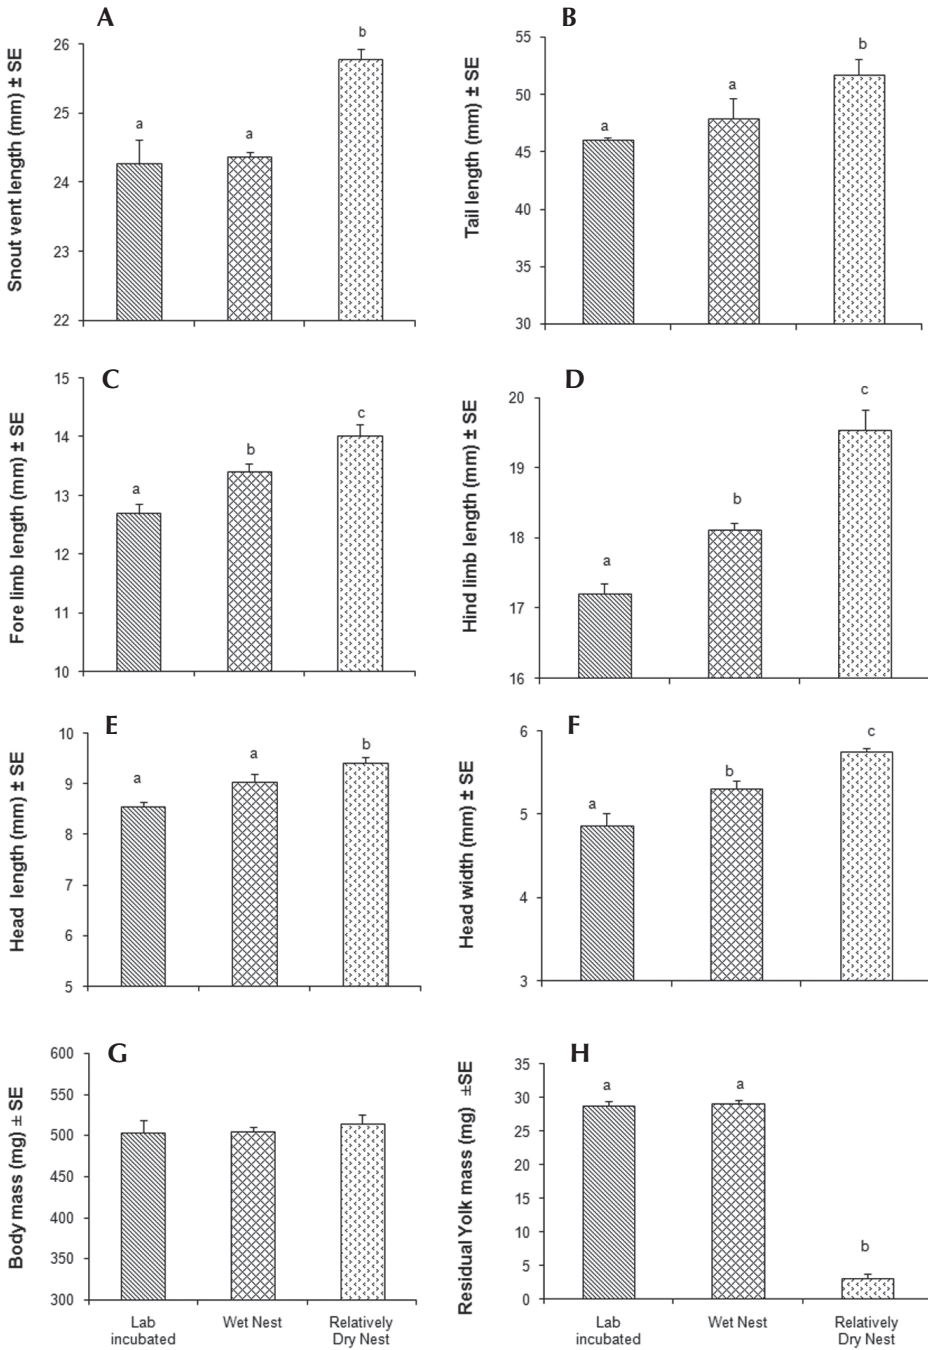 A
Snout vent length (mm) ± SE
26
25
24
23
22
a
a
b
B
Tail length (mm) ± SE
55
50
45
40
35
30
a
a
b
C
Fore limb length (mm) ± SE
15
14
13
12
11
10
a
b
c
D
Hind limb length (mm) ± SE
20
19
18
17
16
a
b
c
E
Head length (mm) ± SE
10
9
8
7
6
5
a
a
b
F
Head width (mm) ± SE
6
5
4
3
a
b
c
G
Body mass (mg) ± SE
600
550
500
450
400
350
300
Lab
incubated
Wet Nest
Relatively
Dry Nest
H
Residual Yolk mass (mg) ±SE
35
30
25
20
15
10
5
0
a
a
b
Lab
incubated
Wet Nest
Relatively
Dry Nest